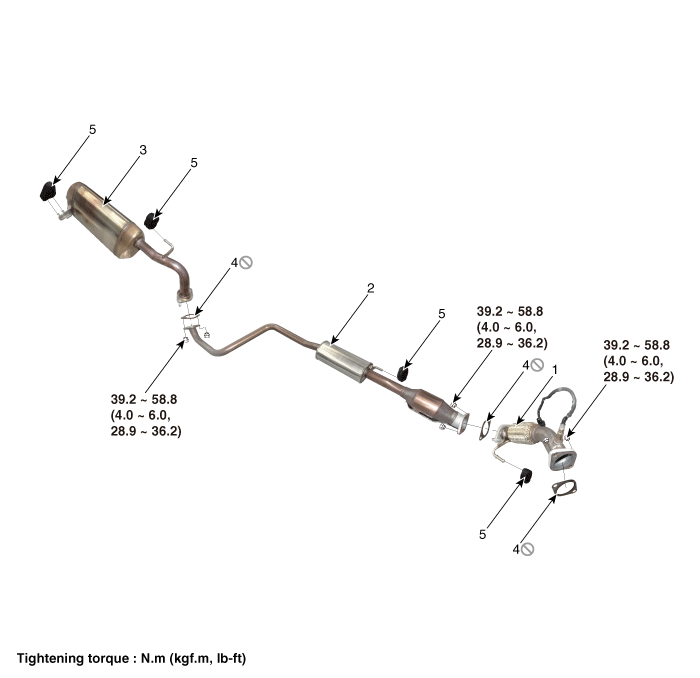 5
3
5
4
2
5
39.2 ~ 58.8
(4.0 ~ 6.0,
28.9 ~ 36.2)
39.2 ~ 58.8
(4.0 ~ 6.0,
28.9 ~ 36.2)
4
1
39.2 ~ 58.8
(4.0 ~ 6.0,
28.9 ~ 36.2)
5
4
Tightening torque : N.m (kgf.m, lb-ft)